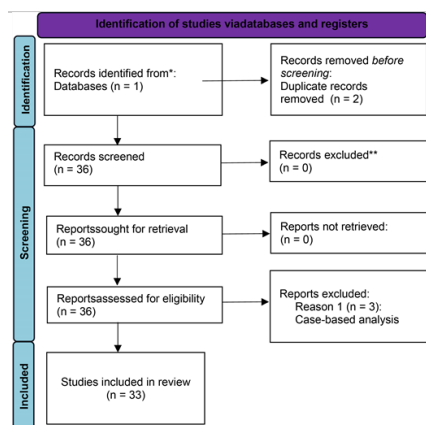 Identification of studies viadatabases and registers
Identification
Records identified from*:
Databases (n = 1)
Records removed before
screening:
Duplicate records
removed (n = 2)
Screening
Records screened
(n = 36)
Records excluded**
(n = 0)
Reportssought for retrieval
(n = 36)
Reports not retrieved:
(n = 0)
Reportsassessed for eligibility
(n = 36)
Reports excluded:
Reason 1 (n = 3):
Case-based analysis
Included
Studies included in review
(n = 33)